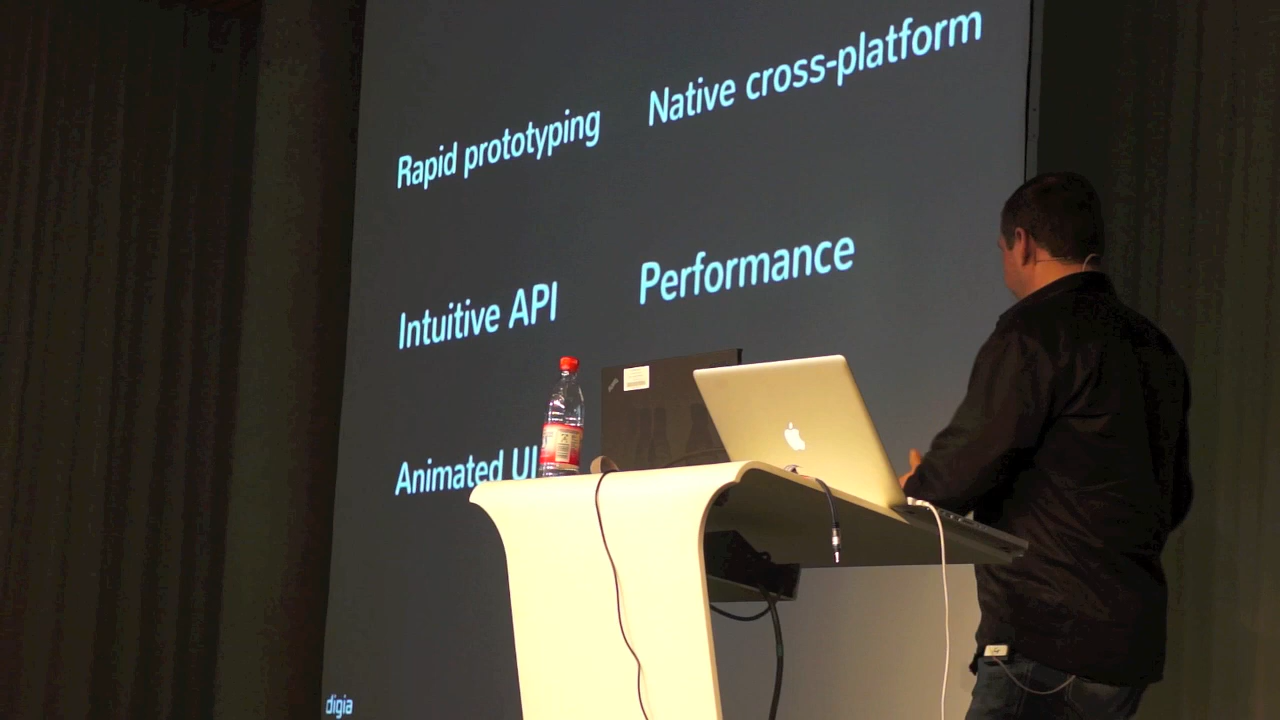 Rapid prototyping
Native cross-platform
Intuitive API
Performance
Animated UI
digia